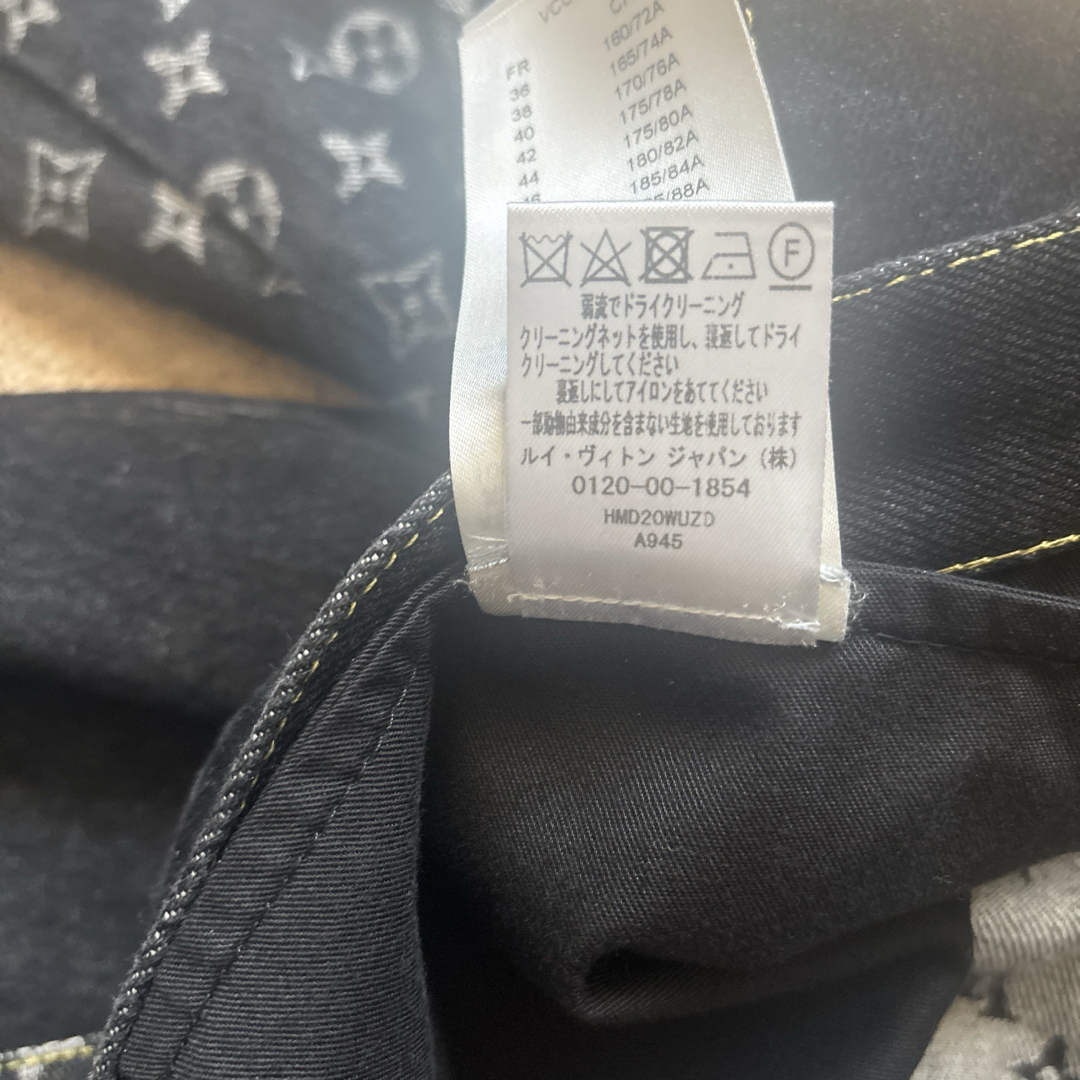 FR
36
38
40
42
44
160/72A
165/74A
170/76A
175/78A
175/80A
180/82A
185/84A
/88A
F
弱流でドライクリーニング
クリーニングネットを使用し、裏返してドライ
クリーニングしてください
裏返しにしてアイロンをあててください
一部動物由来成分を含まない生地を使用しております
ルイ・ヴィトン ジャパン (株)
0120-00-1854
HMD20WUZD
A945